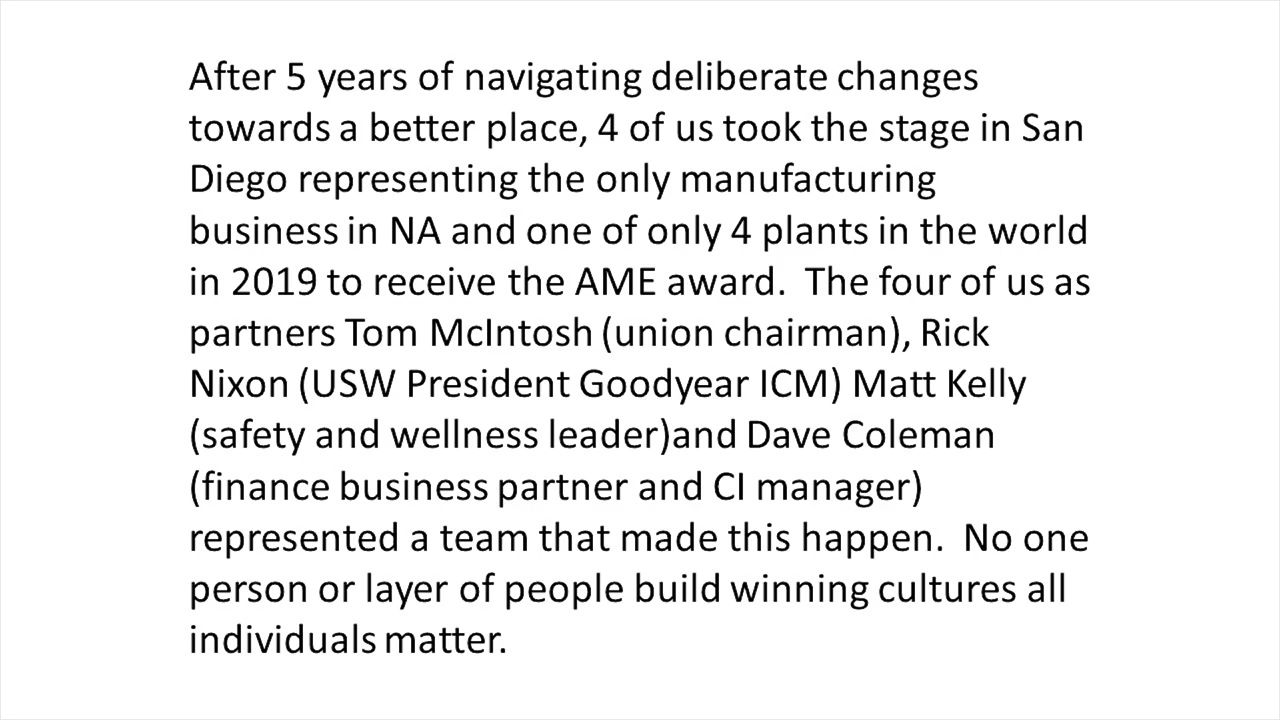 After 5 years of navigating deliberate changes
towards a better place, 4 of us took the stage in San
Diego representing the only manufacturing
business in NA and one of only 4 plants in the world
in 2019 to receive the AME award.  The four of us as
partners Tom McIntosh (union chairman), Rick
Nixon (USW President Goodyear ICM) Matt Kelly
(safety and wellness leader)and Dave Coleman
(finance business partner and CI manager)
represented a team that made this happen.  No one
person or layer of people build winning cultures all
individuals matter.